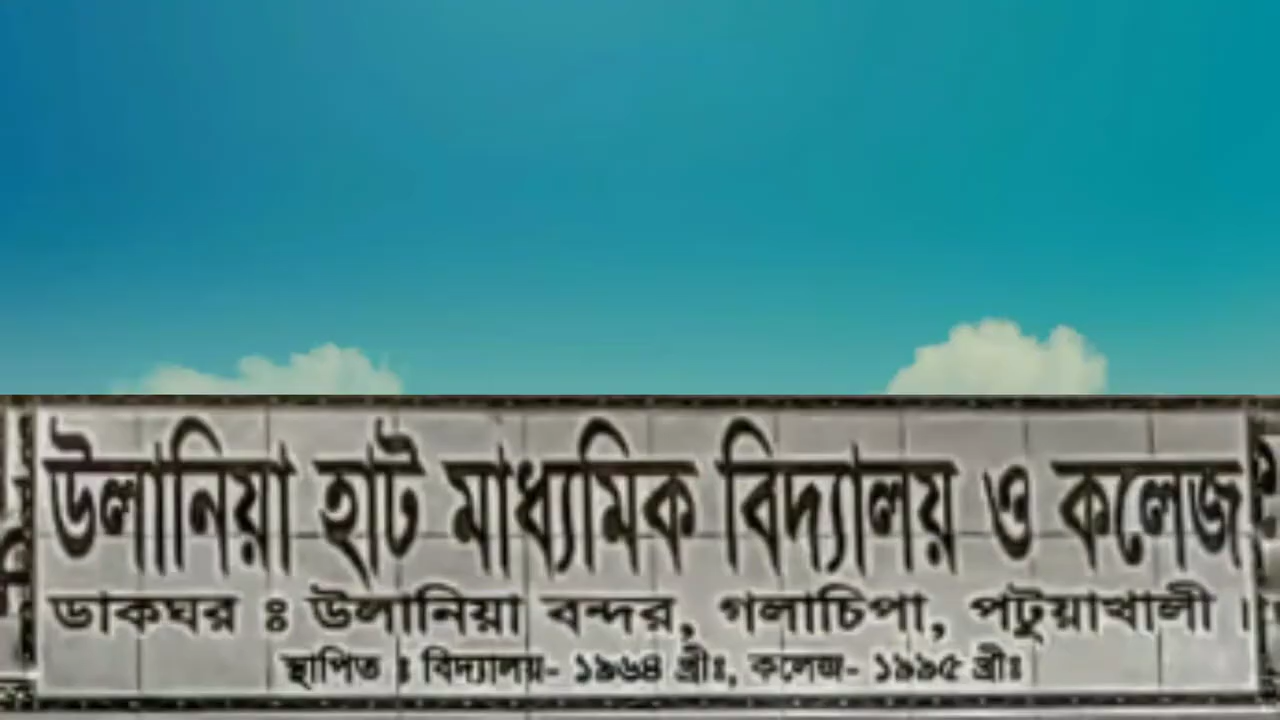 উলানিয়া হাট মাধ্যমিক বিদ্যালয় ও কলেজ
ডাকঘর ঃ উলানিয়া বন্দর, গলাচিপা, পটুয়াখালী ।
স্থাপিত ঃ বিদ্যালয়- ১৯৬৪ খ্রীঃ, কলেজ- ১৯৯৫ খ্রীঃ